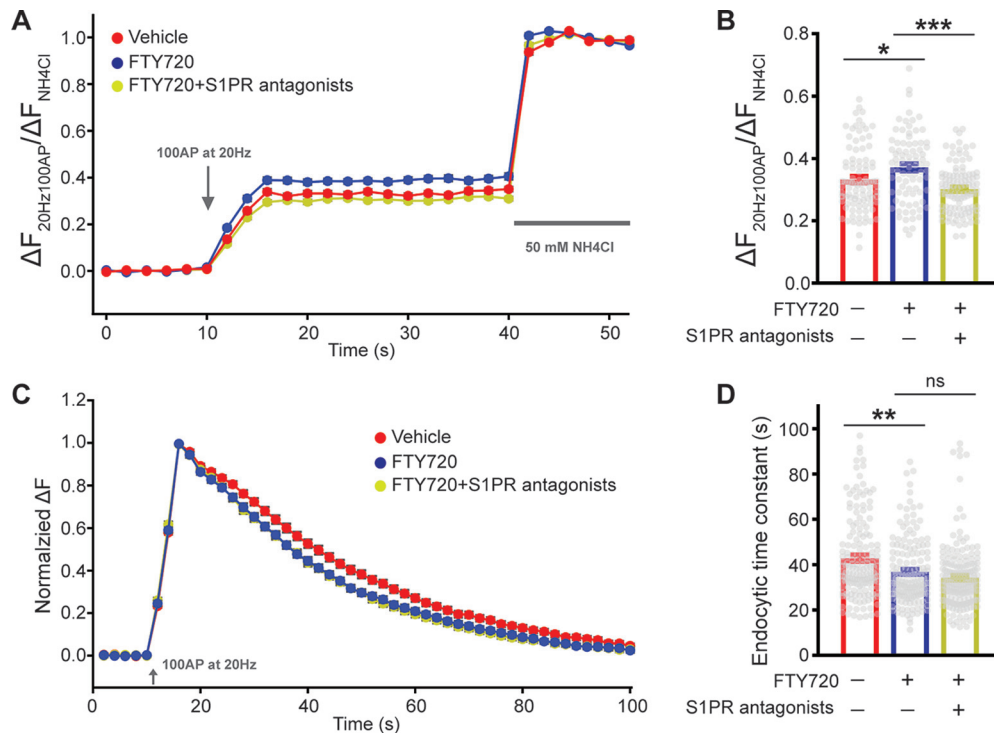 A
ΔF20Hz100AP/ΔFNH4Cl
1.0
0.8
0.6
0.4
0.2
0.0
Vehicle
FTY720
FTY720+S1PR antagonists
100AP at 20Hz
50 mM NH4Cl
0 10 20 30 40 50
Time (s)
B
ΔF20Hz100AP/ΔFNH4Cl
0.8
0.6
0.4
0.2
0.0
***
*
FTY720 – + +
S1PR antagonists – – +
C
Normalzied ΔF
1.2
1.0
0.8
0.6
0.4
0.2
0.0
Vehicle
FTY720
FTY720+S1PR antagonists
100AP at 20Hz
0 20 40 60 80 100
Time (s)
D
Endocytic time constant (s)
100
80
60
40
20
0
ns
**
FTY720 – + +
S1PR antagonists – – +